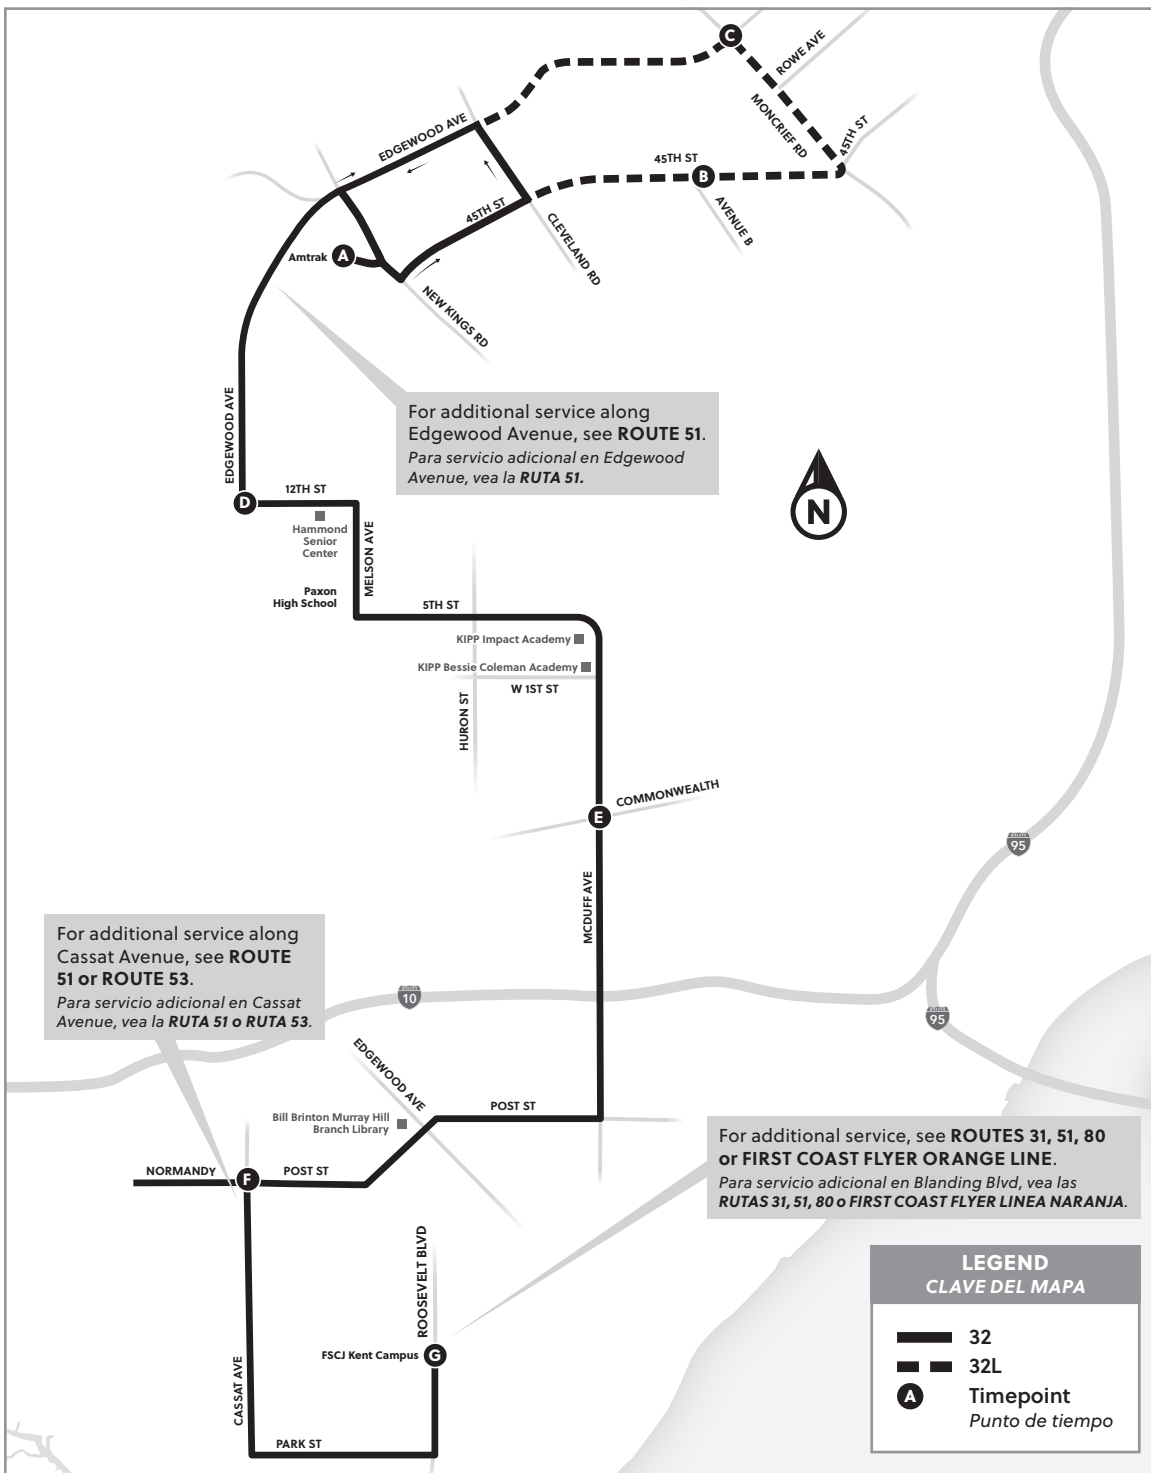 C
ROWE AVE
MONCRIEF RD
45TH ST
EDGEWOOD AVE
45TH ST
B
AVENUE B
45TH ST
CLEVELAND RD
Amtrak
A
NEW KINGS RD
For additional service along
Edgewood Avenue, see ROUTE 51.
Para servicio adicional en Edgewood
Avenue, vea la RUTA 51.
EDGEWOOD AVE
N
D
12TH ST
Hammond
Senior
Center
MELSON AVE
Paxon
High School
5TH ST
KIPP Impact Academy
KIPP Bessie Coleman Academy
W 1ST ST
HURON ST
COMMONWEALTH
E
95
MCDUFF AVE
For additional service along
Cassat Avenue, see ROUTE
51 or ROUTE 53.
Para servicio adicional en Cassat
Avenue, vea la RUTA 51 o RUTA 53.
10
95
EDGEWOOD AVE
POST ST
Bill Brinton Murray Hill
Branch Library
For additional service, see ROUTES 31, 51, 80
or FIRST COAST FLYER ORANGE LINE.
Para servicio adicional en Blanding Blvd, vea las
RUTAS 31, 51, 80 o FIRST COAST FLYER LINEA NARANJA.
NORMANDY
F
POST ST
ROOSEVELT BLVD
FSCJ Kent Campus
G
CASSAT AVE
PARK ST
LEGEND
CLAVE DEL MAPA
32
32L
A
Timepoint
Punto de tiempo